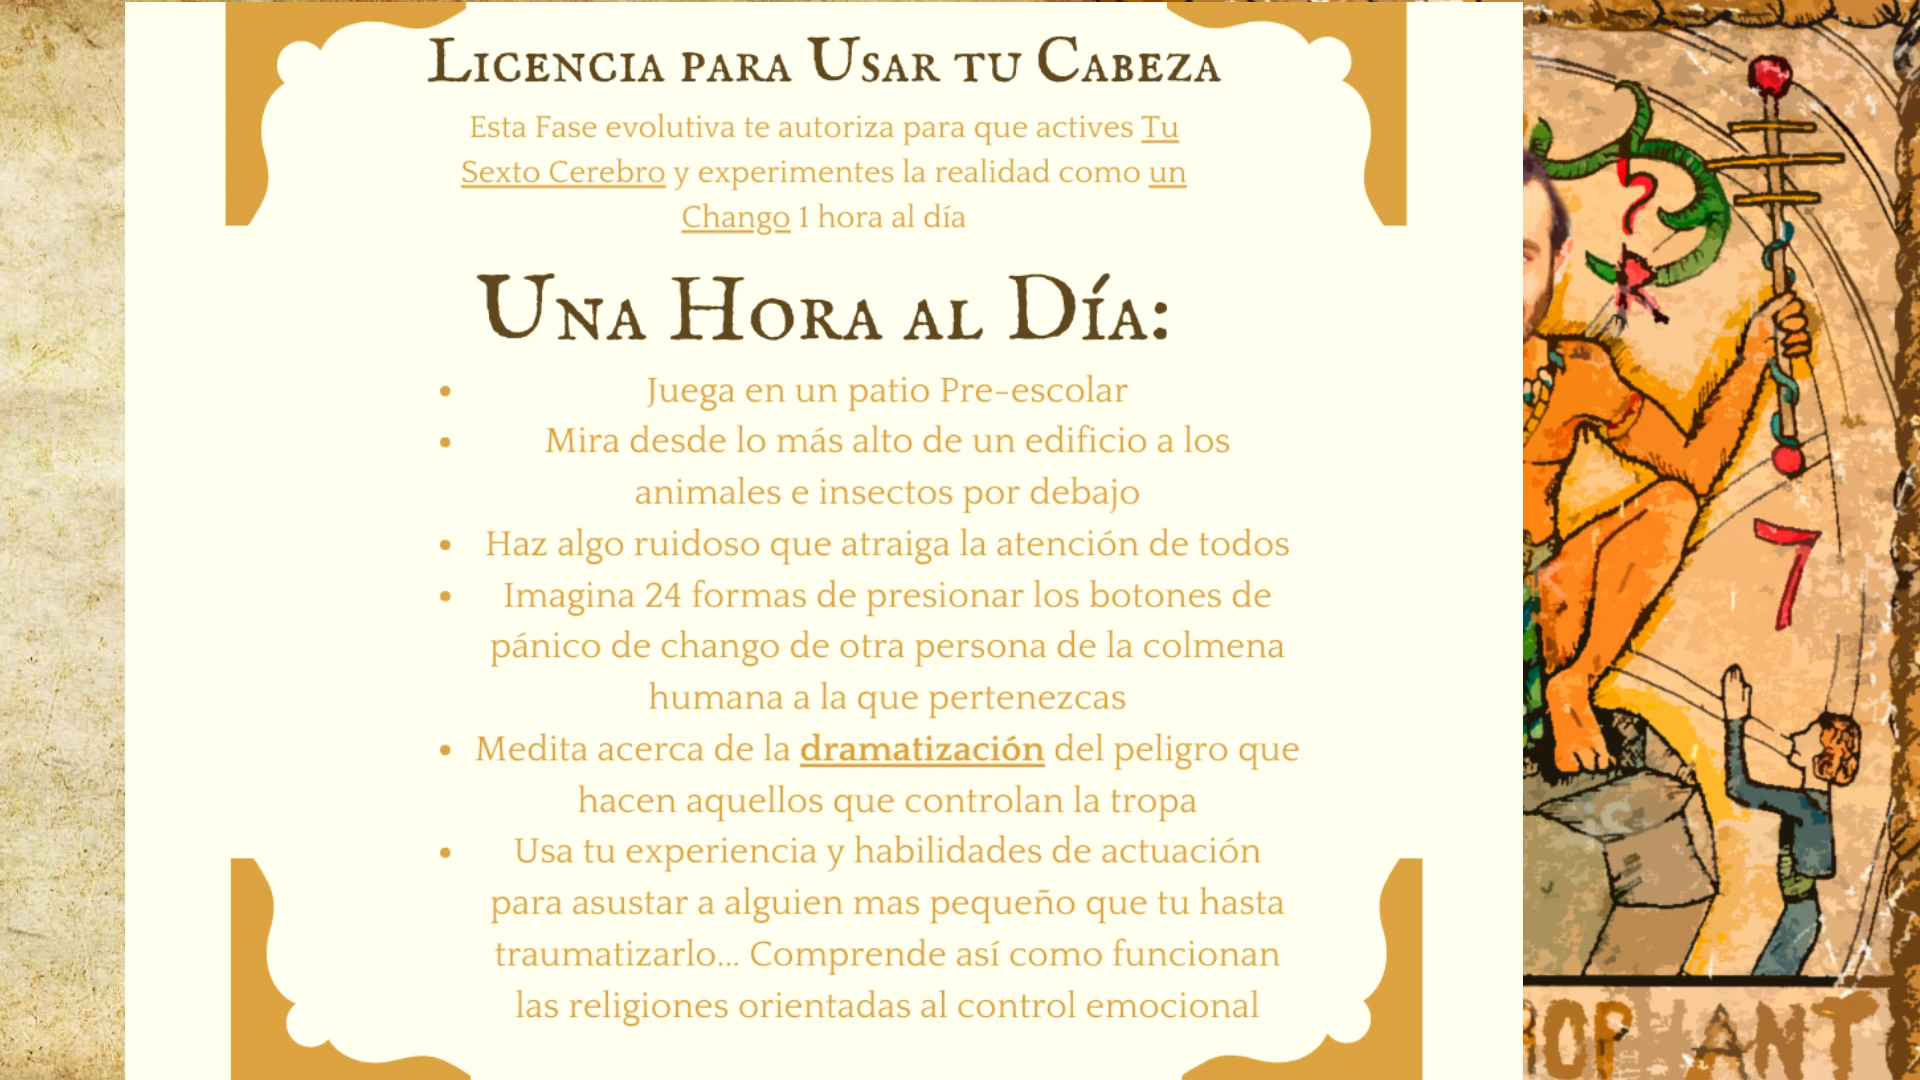 Licencia para Usar tu Cabeza
Esta Fase evolutiva te autoriza para que actives Tu
Sexto Cerebro y experimentes la realidad como un
Chango 1 hora al día
Una Hora al Día:
• Juega en un patio Pre-escolar
• Mira desde lo más alto de un edificio a los
animales e insectos por debajo
• Haz algo ruidoso que atraiga la atención de todos
• Imagina 24 formas de presionar los botones de
pánico de chango de otra persona de la colmena
humana a la que pertenezcas
• Medita acerca de la dramatización del peligro que
hacen aquellos que controlan la tropa
• Usa tu experiencia y habilidades de actuación
para asustar a alguien mas pequeño que tu hasta
traumatizarlo... Comprende así como funcionan
las religiones orientadas al control emocional
7